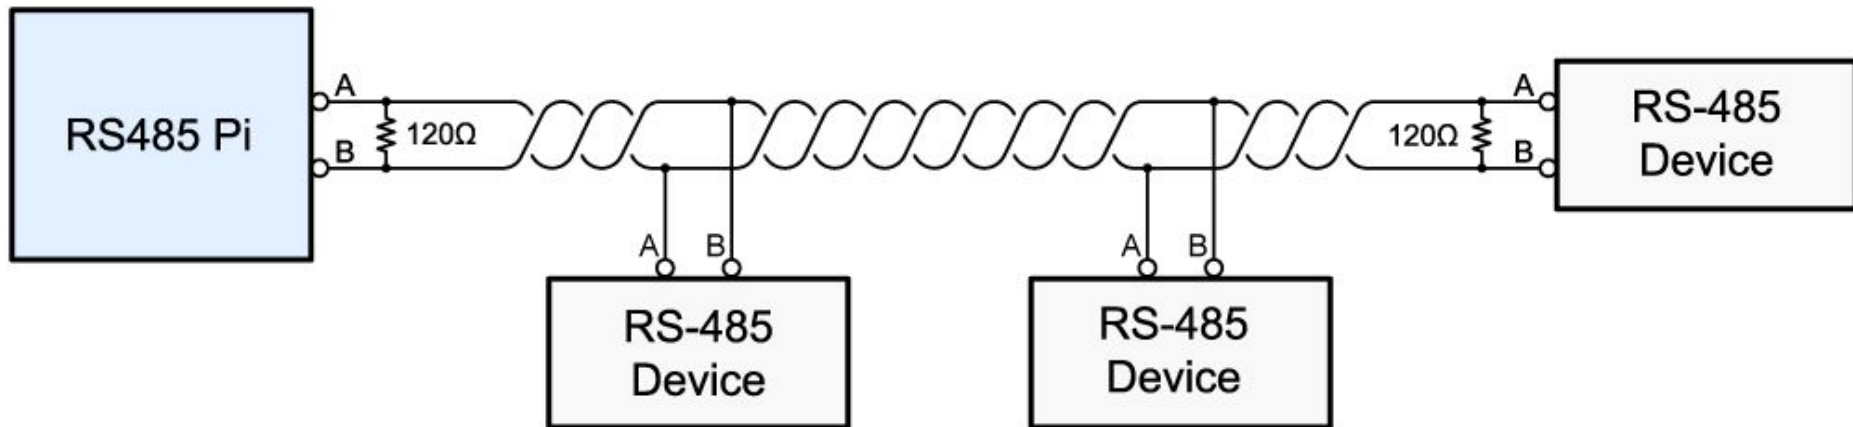 A
RS485 Pi
120Ω
B
A
120Ω
B
RS-485
Device
A B
RS-485
Device
A B
RS-485
Device